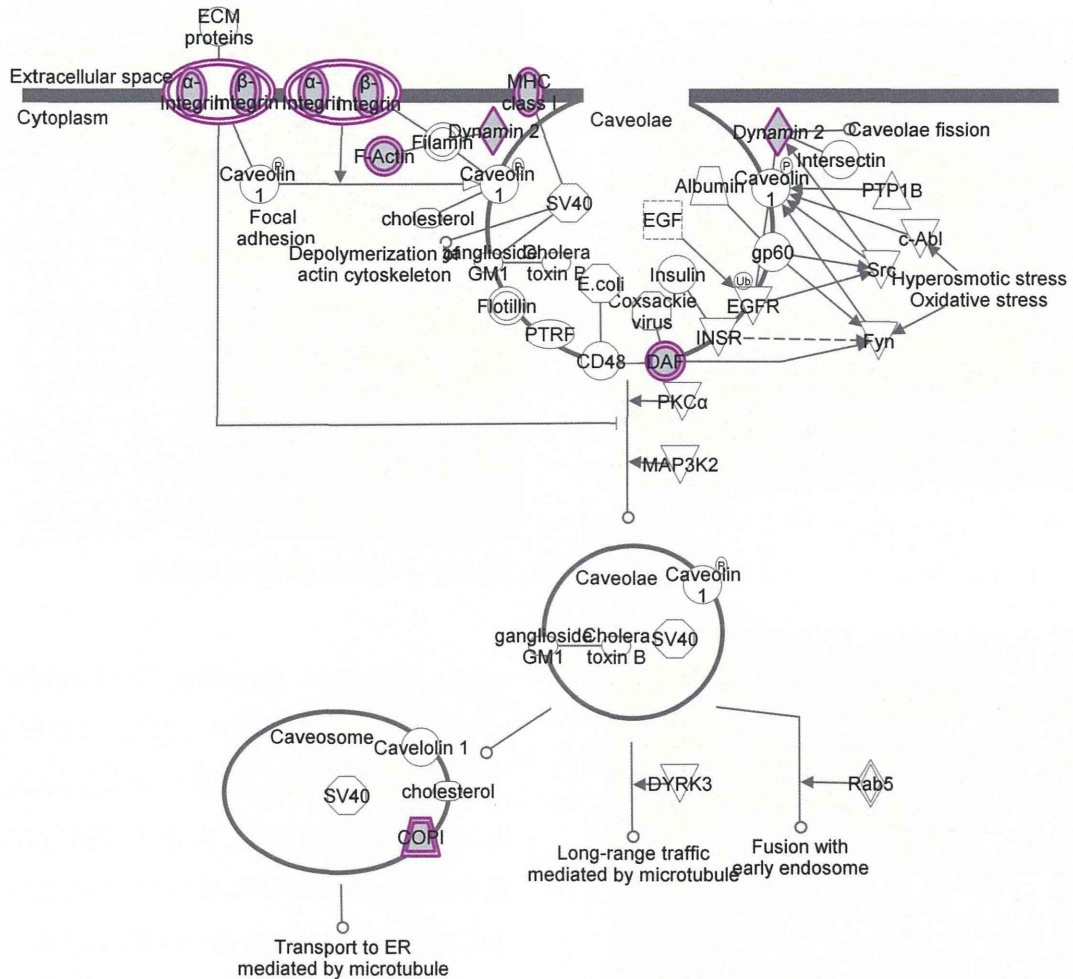 ECM
proteins
Extracellular space
Cytoplasm
α-
Integrin
β-
Integrin
α-
Integrin
β-
Integrin
MHC
class I
Dynamin 2
Filamin
F-Actin
Caveolin
1
P
Focal
adhesion
Caveolin
1
P
cholesterol
SV40
Depolymerization of
actin cytoskeleton
ganglioside
GM1
Cholera
toxin B
Flotillin
PTRF
E.coli
CD48
Coxsackie
virus
DAF
Caveolae
Dynamin 2
Caveolae fission
Intersectin
P
Albumin
Caveolin
1
PTP1B
EGF
gp60
c-Abl
Src
Insulin
Ub
EGFR
Hyperosmotic stress
Oxidative stress
INSR
Fyn
PKCα
MAP3K2
Caveolae
Caveolin
1
P
ganglioside
GM1
Cholera
toxin B
SV40
Caveosome
Cavelolin 1
SV40
cholesterol
COPI
DYRK3
Rab5
Long-range traffic
mediated by microtubule
Fusion with
early endosome
Transport to ER
mediated by microtubule